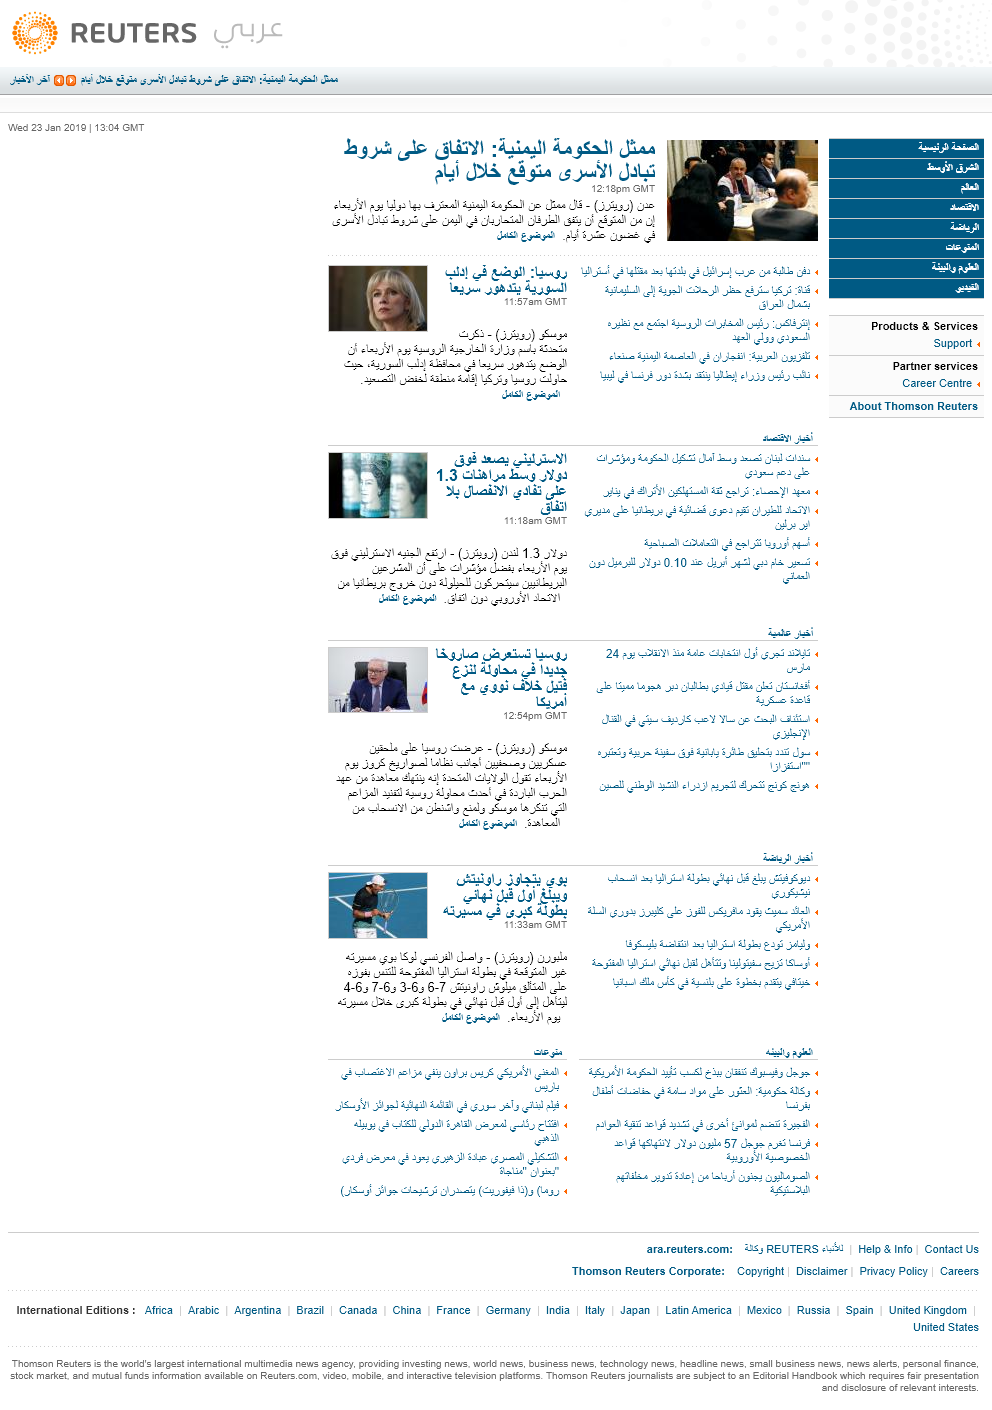 REUTERS عربي
آخر الأخبار
ممثل الحكومة اليمنية: الاتفاق على شروط تبادل الأسرى متوقع خلال أيام
Wed 23 Jan 2019 | 13:04 GMT
الصفحة الرئيسية
الشرق الأوسط
العالم
الاقتصاد
الرياضة
المنوعات
العلوم والبيئة
الفيديو
Products & Services
Support
Partner services
Career Centre
About Thomson Reuters
ممثل الحكومة اليمنية: الاتفاق على شروط
تبادل الأسرى متوقع خلال أيام
12:18pm GMT
عدن (رويترز) - قال ممثل عن الحكومة اليمنية المعترف بها دوليا يوم الأربعاء
إن من المتوقع أن يتفق الطرفان المتحاربان في اليمن على شروط تبادل الأسرى
في غضون عشرة أيام. الموضوع الكامل
دفن طالبة من عرب إسرائيل في بلدتها بعد مقتلها في أستراليا
قناة: تركيا سترفع حظر الرحلات الجوية إلى السليمانية
بشمال العراق
إنترفاكس: رئيس المخابرات الروسية اجتمع مع نظيره
السعودي وولي العهد
تلفزيون العربية: انفجاران في العاصمة اليمنية صنعاء
نائب رئيس وزراء إيطاليا ينتقد بشدة دور فرنسا في ليبيا
روسيا: الوضع في إدلب
السورية يتدهور سريعا
11:57am GMT
موسكو (رويترز) - ذكرت
متحدثة باسم وزارة الخارجية الروسية يوم الأربعاء أن
الوضع يتدهور سريعا في محافظة إدلب السورية، حيث
حاولت روسيا وتركيا إقامة منطقة لخفض التصعيد.
الموضوع الكامل
أخبار الاقتصاد
سندات لبنان تصعد وسط آمال تشكيل الحكومة ومؤشرات
على دعم سعودي
معهد الإحصاء: تراجع ثقة المستهلكين الأتراك في يناير
الاتحاد للطيران تقيم دعوى قضائية في بريطانيا على مديري
اير برلين
أسهم أوروبا تتراجع في التعاملات الصباحية
تسعير خام دبي لشهر أبريل عند 0.10 دولار للبرميل دون
العماني
الاسترليني يصعد فوق
1.3 دولار وسط مراهنات
على تفادي الانفصال بلا
اتفاق
11:18am GMT
دولار 1.3 لندن (رويترز) - ارتفع الجنيه الاسترليني فوق
يوم الأربعاء بفضل مؤشرات على أن المشرعين
البريطانيين سيتحركون للحيلولة دون خروج بريطانيا من
الاتحاد الأوروبي دون اتفاق. الموضوع الكامل
أخبار عالمية
تايلاند تجري أول انتخابات عامة منذ الانقلاب يوم 24
مارس
أفغانستان تعلن مقتل قيادي بطالبان دبر هجوما مميتا على
قاعدة عسكرية
استئناف البحث عن سالا لاعب كارديف سيتي في القنال
الإنجليزي
سول تندد بتحليق طائرة يابانية فوق سفينة حربية وتعتبره
"استفزازا"
هونج كونج تتحرك لتجريم ازدراء النشيد الوطني للصين
روسيا تستعرض صاروخا
جديدا في محاولة لنزع
فتيل خلاف نووي مع
أمريكا
12:54pm GMT
موسكو (رويترز) - عرضت روسيا على ملحقين
عسكريين وصحفيين أجانب نظاما لصواريخ كروز يوم
الأربعاء تقول الولايات المتحدة إنه ينتهك معاهدة من عهد
الحرب الباردة في أحدث محاولة روسية لتفنيد المزاعم
التي تنكرها موسكو ولمنع واشنطن من الانسحاب من
المعاهدة. الموضوع الكامل
أخبار الرياضة
ديوكوفيتش يبلغ قبل نهائي بطولة استراليا بعد انسحاب
نيشيكوري
العائد سميث يقود مافريكس للفوز على كليبرز بدوري السلة
الأمريكي
وليامز تودع بطولة استراليا بعد انتفاضة بليسكوفا
أوساكا تزيح سفيتولينا وتتأهل لقبل نهائي استراليا المفتوحة
خيتافي يتقدم بخطوة على بلنسية في كأس ملك اسبانيا
بوي يتجاوز راونيتش
ويبلغ أول قبل نهائي
بطولة كبرى في مسيرته
11:33am GMT
ملبورن (رويترز) - واصل الفرنسي لوكا بوي مسيرته
غير المتوقعة في بطولة استراليا المفتوحة للتنس بفوزه
على المتألق ميلوش راونيتش 7-6 و6-3 و6-7 و6-4
ليتأهل إلى أول قبل نهائي في بطولة كبرى خلال مسيرته
يوم الأربعاء. الموضوع الكامل
العلوم والبيئه
جوجل وفيسبوك تنفقان ببذخ لكسب تأييد الحكومة الأمريكية
وكالة حكومية: العثور على مواد سامة في حفاضات أطفال
بفرنسا
الفجيرة تنضم لموانئ أخرى في تشديد قواعد تنقية العوادم
فرنسا تغرم جوجل 57 مليون دولار لانتهاكها قواعد
الخصوصية الأوروبية
الصوماليون يجنون أرباحا من إعادة تدوير مخلفاتهم
البلاستيكية
منوعات
المغني الأمريكي كريس براون ينفي مزاعم الاغتصاب في
باريس
فيلم لبناني وآخر سوري في القائمة النهائية لجوائز الأوسكار
افتتاح رئاسي لمعرض القاهرة الدولي للكتاب في يوبيله
الذهبي
التشكيلي المصري عبادة الزهيري يعود في معرض فردي
بعنوان "مناجاة"
(روما) و(ذا فيفوريت) يتصدران ترشيحات جوائز أوسكار
ara.reuters.com: وكالة REUTERS للأنباء | Help & Info | Contact Us
Thomson Reuters Corporate: Copyright | Disclaimer | Privacy Policy | Careers
International Editions : Africa | Arabic | Argentina | Brazil | Canada | China | France | Germany | India | Italy | Japan | Latin America | Mexico | Russia | Spain | United Kingdom |
United States
Thomson Reuters is the world's largest international multimedia news agency, providing investing news, world news, business news, technology news, headline news, small business news, news alerts, personal finance,
stock market, and mutual funds information available on Reuters.com, video, mobile, and interactive television platforms. Thomson Reuters journalists are subject to an Editorial Handbook which requires fair presentation
and disclosure of relevant interests.